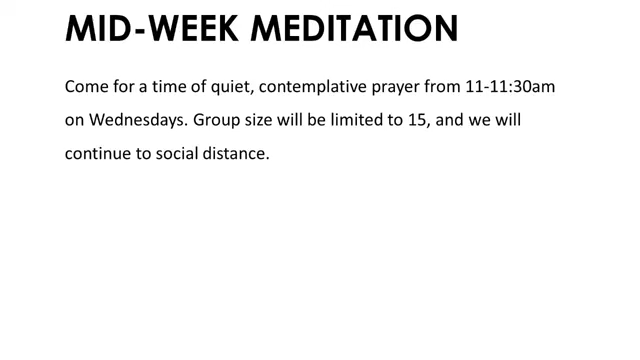 MID-WEEK MEDITATION
Come for a time of quiet, contemplative prayer from 11-11:30am
on Wednesdays. Group size will be limited to 15, and we will
continue to social distance.